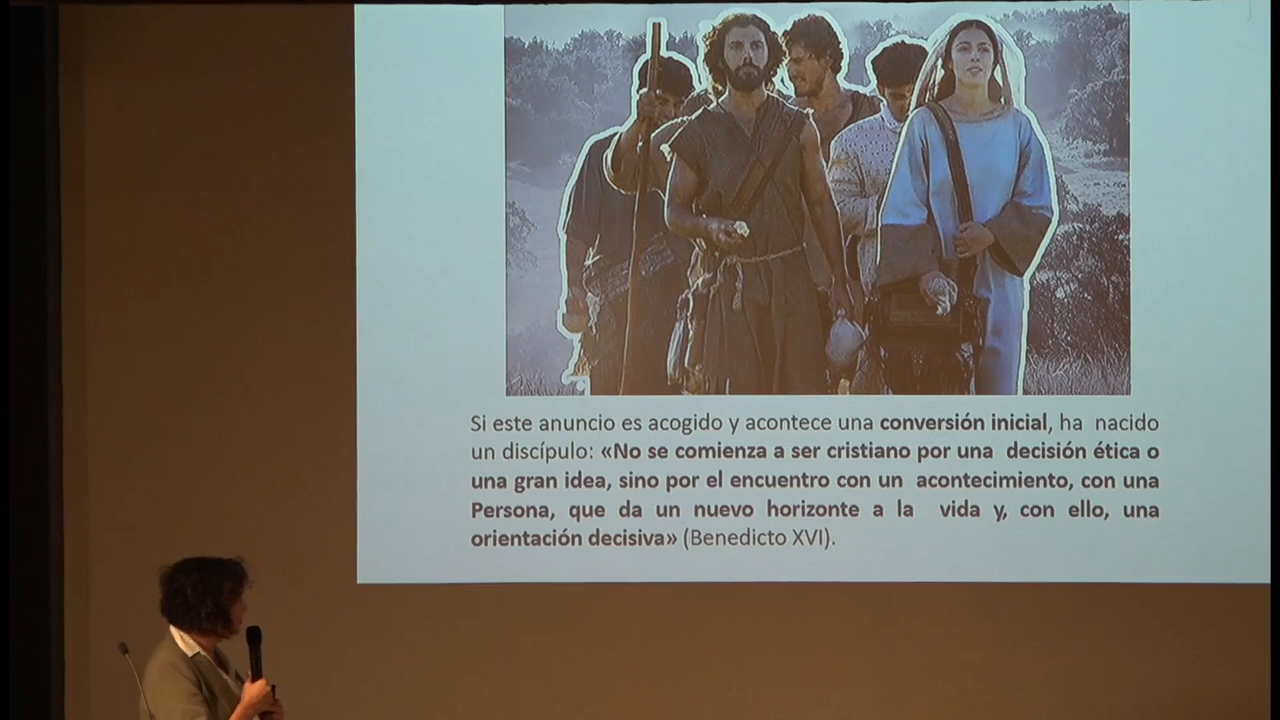 Si este anuncio es acogido y acontece una conversión inicial, ha nacido
un discípulo: «No se comienza a ser cristiano por una decisión ética o
una gran idea, sino por el encuentro con un acontecimiento, con una
Persona, que da un nuevo horizonte a la vida y, con ello, una
orientación decisiva» (Benedicto XVI).